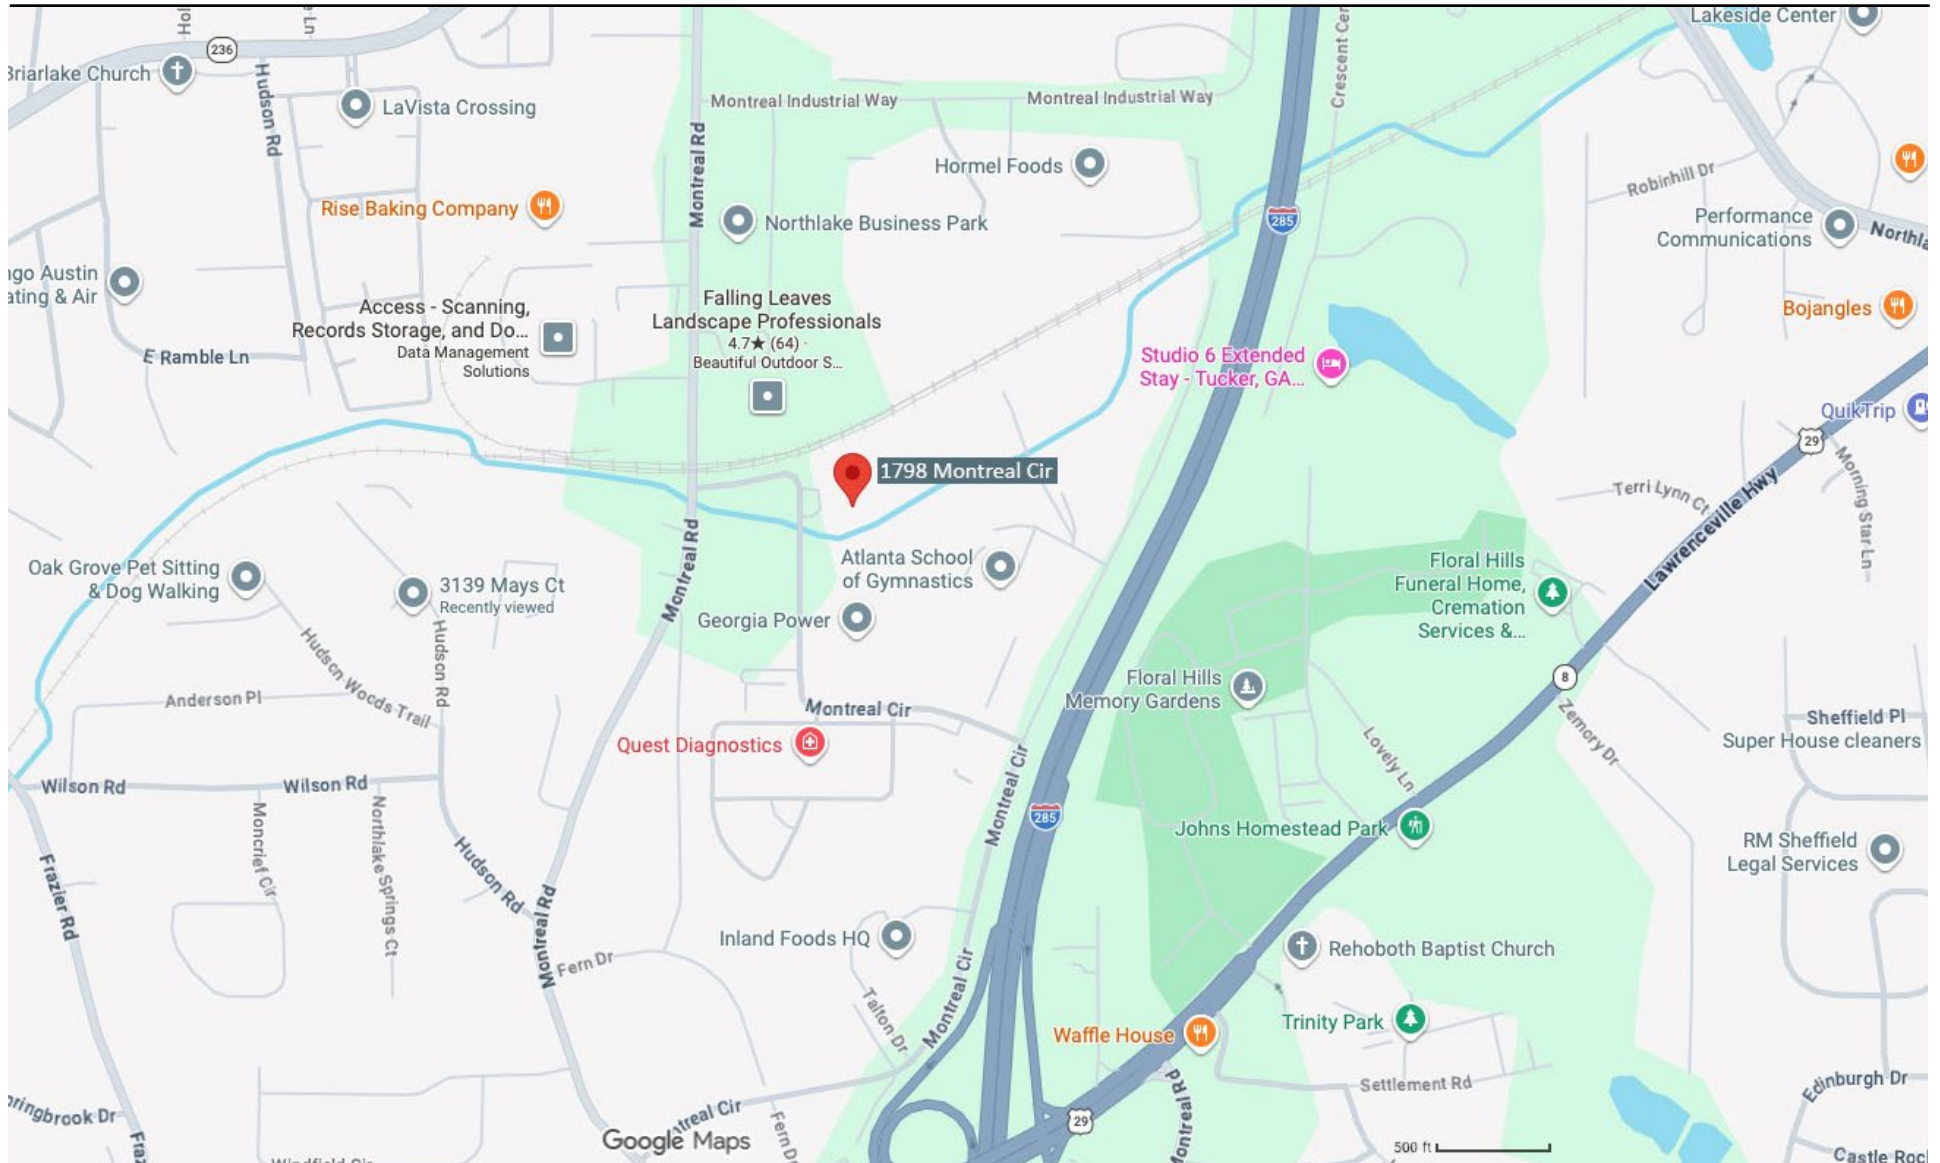 Lakeside Center
Hol
Ln
236
Briarlake Church
Hudson Rd
LaVista Crossing
Montreal Industrial Way
Montreal Industrial Way
Crescent Cen
Montreal Rd
Hormel Foods
Robinhill Dr
Rise Baking Company
Northlake Business Park
285
Performance
Communications
Northla
ngo Austin
ating & Air
Access - Scanning,
Records Storage, and Do...
Data Management
Solutions
Falling Leaves
Landscape Professionals
4.7★ (64) ·
Beautiful Outdoor S...
Bojangles
E Ramble Ln
Studio 6 Extended
Stay - Tucker, GA...
QuikTrip
29
1798 Montreal Cir
Terri Lynn Ct
Lawrenceville Hwy
Morning Star Ln
Oak Grove Pet Sitting
& Dog Walking
3139 Mays Ct
Recently viewed
Montreal Rd
Atlanta School
of Gymnastics
Georgia Power
Floral Hills
Funeral Home,
Cremation
Services &...
Hudson Woods Trail
Hudson Rd
Anderson Pl
Floral Hills
Memory Gardens
8
Montreal Cir
Zemory Dr
Sheffield Pl
Super House cleaners
Quest Diagnostics
Lovely Ln
Wilson Rd
Wilson Rd
Montreal Cir
285
Moncrief Cir
Northlake Springs Ct
Johns Homestead Park
RM Sheffield
Legal Services
Hudson Rd
Frazier Rd
Montreal Rd
Inland Foods HQ
Fern Dr
Rehoboth Baptist Church
Talton Dr
Montreal Cir
Waffle House
Trinity Park
Settlement Rd
Edinburgh Dr
pringbrook Dr
Montreal Rd
ntreal Cir
Fern Dr
29
Google Maps
500 ft
Fraz
Windfield Cir
Castle Rock